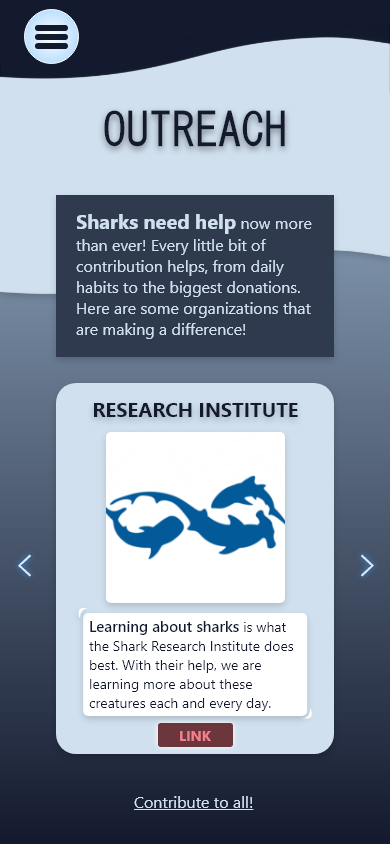 OUTREACH
Sharks need help now more
than ever! Every little bit of
contribution helps, from daily
habits to the biggest donations.
Here are some organizations that
are making a difference!
RESEARCH INSTITUTE
Learning about sharks is what
the Shark Research Institute does
best. With their help, we are
learning more about these
creatures each and every day.
LINK
Contribute to all!